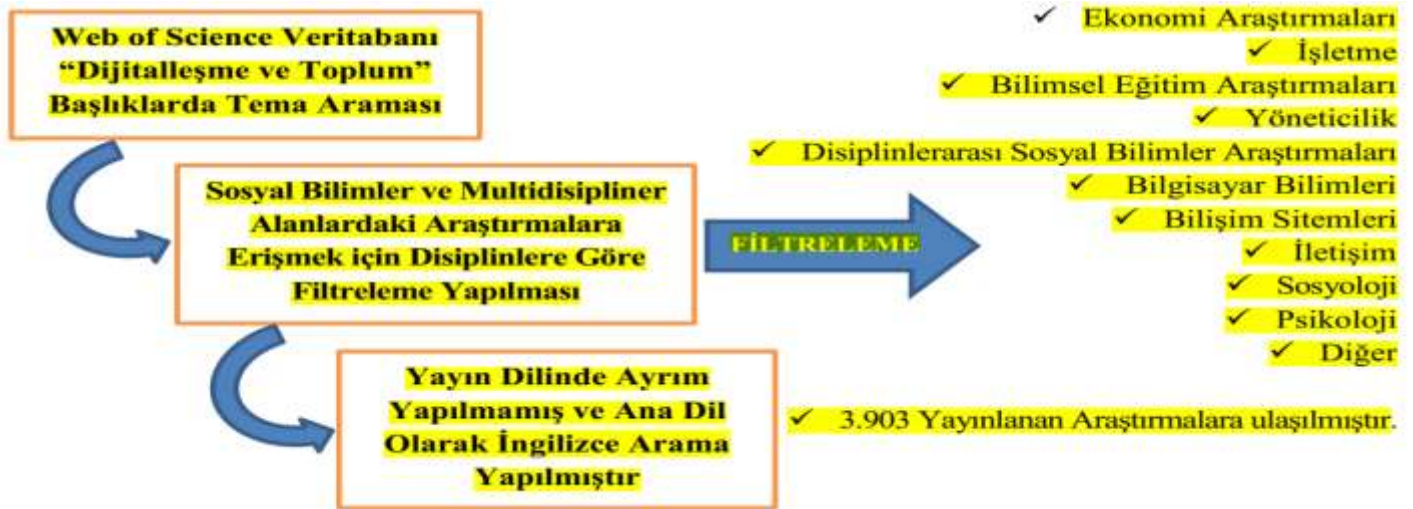 Web of Science Veritabanı
“Dijitalleşme ve Toplum”
Başlıklarda Tema Araması
Sosyal Bilimler ve Multidisipliner
Alanlardaki Araştırmalara
Erişmek için Disiplinlere Göre
Filtreleme Yapılması
FİLTRELEME
✓ Ekonomi Araştırmaları
✓ İşletme
✓ Bilimsel Eğitim Araştırmaları
✓ Yöneticilik
✓ Disiplinlerarası Sosyal Bilimler Araştırmaları
✓ Bilgisayar Bilimleri
✓ Bilişim Sitemleri
✓ İletişim
✓ Sosyoloji
✓ Psikoloji
✓ Diğer
Yayın Dilinde Ayrım
Yapılmamış ve Ana Dil
Olarak İngilizce Arama
Yapılmıştır
✓ 3.903 Yayınlanan Araştırmalara ulaşılmıştır.